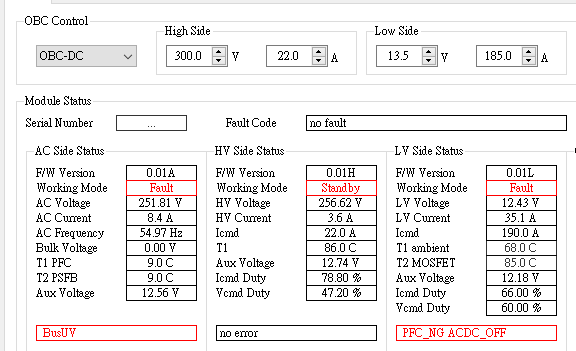 OBC Control
High Side
Low Side
OBC-DC
300.0 V 22.0 A
13.5 V 185.0 A
Module Status
Serial Number ... Fault Code no fault
AC Side Status
F/W Version 0.01A
Working Mode Fault
AC Voltage 251.81 V
AC Current 8.4 A
AC Frequency 54.97 Hz
Bulk Voltage 0.00 V
T1 PFC 9.0 C
T2 PSFB 9.0 C
Aux Voltage 12.56 V
BusUV
HV Side Status
F/W Version 0.01H
Working Mode Standby
HV Voltage 256.62 V
HV Current 3.6 A
Icmd 22.0 A
T1 86.0 C
Aux Voltage 12.74 V
Icmd Duty 78.80 %
Vcmd Duty 47.20 %
no error
LV Side Status
F/W Version 0.01L
Working Mode Fault
LV Voltage 12.43 V
LV Current 35.1 A
Icmd 190.0 A
T1 ambient 68.0 C
T2 MOSFET 85.0 C
Aux Voltage 12.18 V
Icmd Duty 66.00 %
Vcmd Duty 60.00 %
PFC_NG ACDC_OFF